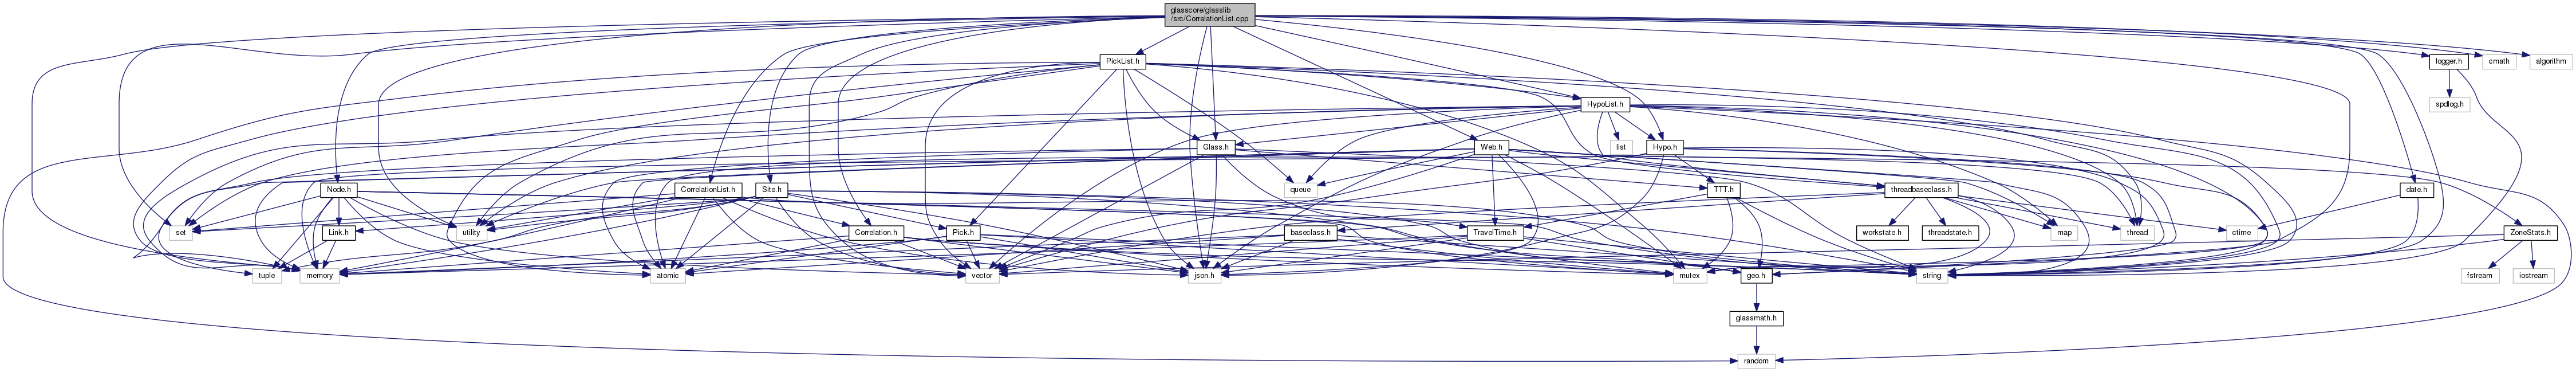 glasscore/glasslib
/src/CorrelationList.cpp
PickList.h
logger.h
cmath
algorithm
HypoList.h
spdlog.h
Glass.h
Web.h
list
Hypo.h
Node.h
CorrelationList.h
Site.h
queue
TTT.h
threadbaseclass.h
date.h
set
Link.h
utility
Correlation.h
Pick.h
baseclass.h
TravelTime.h
workstate.h
threadstate.h
map
thread
ctime
ZoneStats.h
tuple
memory
atomic
vector
json.h
mutex
geo.h
string
fstream
iostream
glassmath.h
random